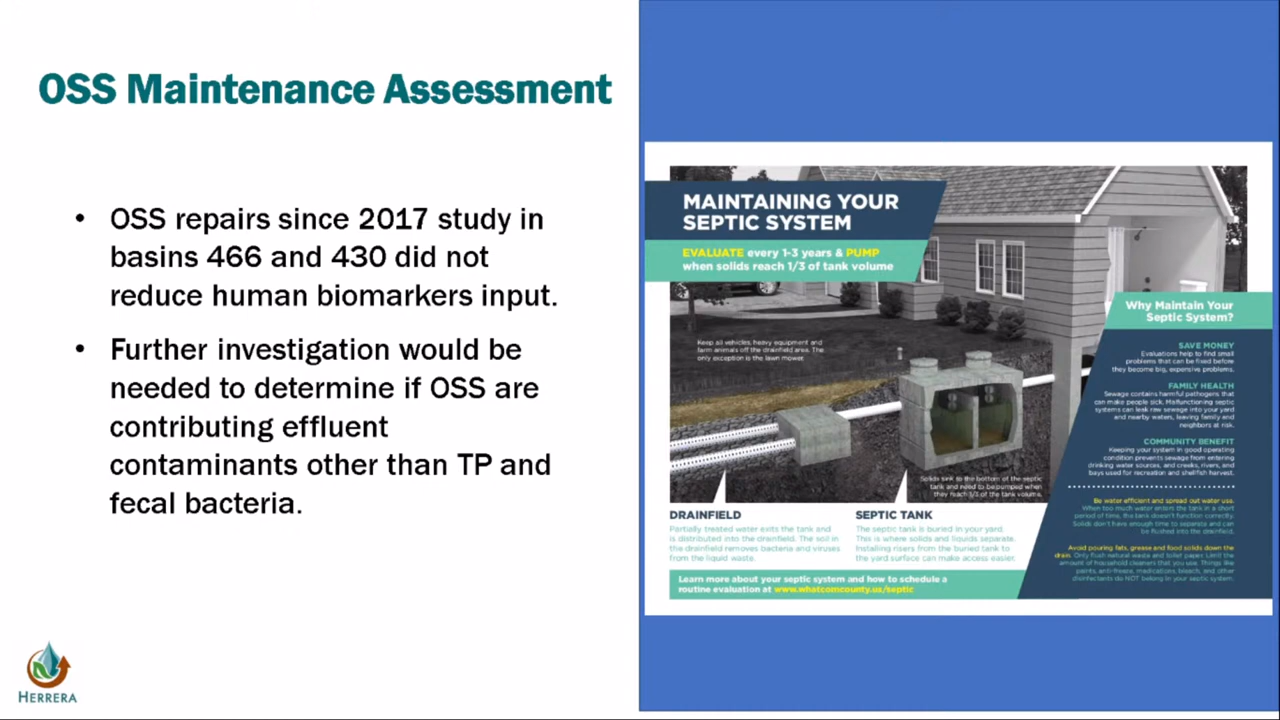 OSS Maintenance Assessment
• OSS repairs since 2017 study in
basins 466 and 430 did not
reduce human biomarkers input.
• Further investigation would be
needed to determine if OSS are
contributing effluent
contaminants other than TP and
fecal bacteria.
HERRERA
MAINTAINING YOUR
SEPTIC SYSTEM
EVALUATE every 1-3 years & PUMP
when solids reach 1/3 of tank volume
Keep all vehicles, heavy equipment and
farm animals off the drainfield area. The
only exception is the lawn mower.
Solids sink to the bottom of the septic
tank and need to be pumped when
they reach 1/3 of the tank volume.
DRAINFIELD
Partially treated water exits the tank and
is distributed into the drainfield. The soil in
the drainfield removes bacteria and viruses
from the liquid waste.
SEPTIC TANK
The septic tank is buried in your yard.
This is where solids and liquids separate.
Installing risers from the buried tank to
the yard surface can make access easier.
Learn more about your septic system and how to schedule a
routine evaluation at www.whatcomcounty.us/septic
Why Maintain Your
Septic System?
SAVE MONEY
Evaluations help to find small
problems that can be fixed before
they become big, expensive problems.
FAMILY HEALTH
Sewage contains harmful pathogens that
can make people sick. Malfunctioning septic
systems can leak raw sewage into your yard
and nearby waters, leaving family and
neighbors at risk.
COMMUNITY BENEFIT
Keeping your system in good operating
condition prevents sewage from entering
drinking water sources, and creeks, rivers, and
bays used for recreation and shellfish harvest.
Be water efficient and spread out water use.
When too much water enters the tank in a short
period of time, the tank doesn't function correctly.
Solids don't have enough time to separate and can
be flushed into the drainfield.
Avoid pouring fats, grease and food solids down the
drain. Only flush natural waste and toilet paper. Limit the
amount of household cleaners that you use. Things like
paints, anti-freeze, medications, bleach, and other
disinfectants do NOT belong in your septic system.